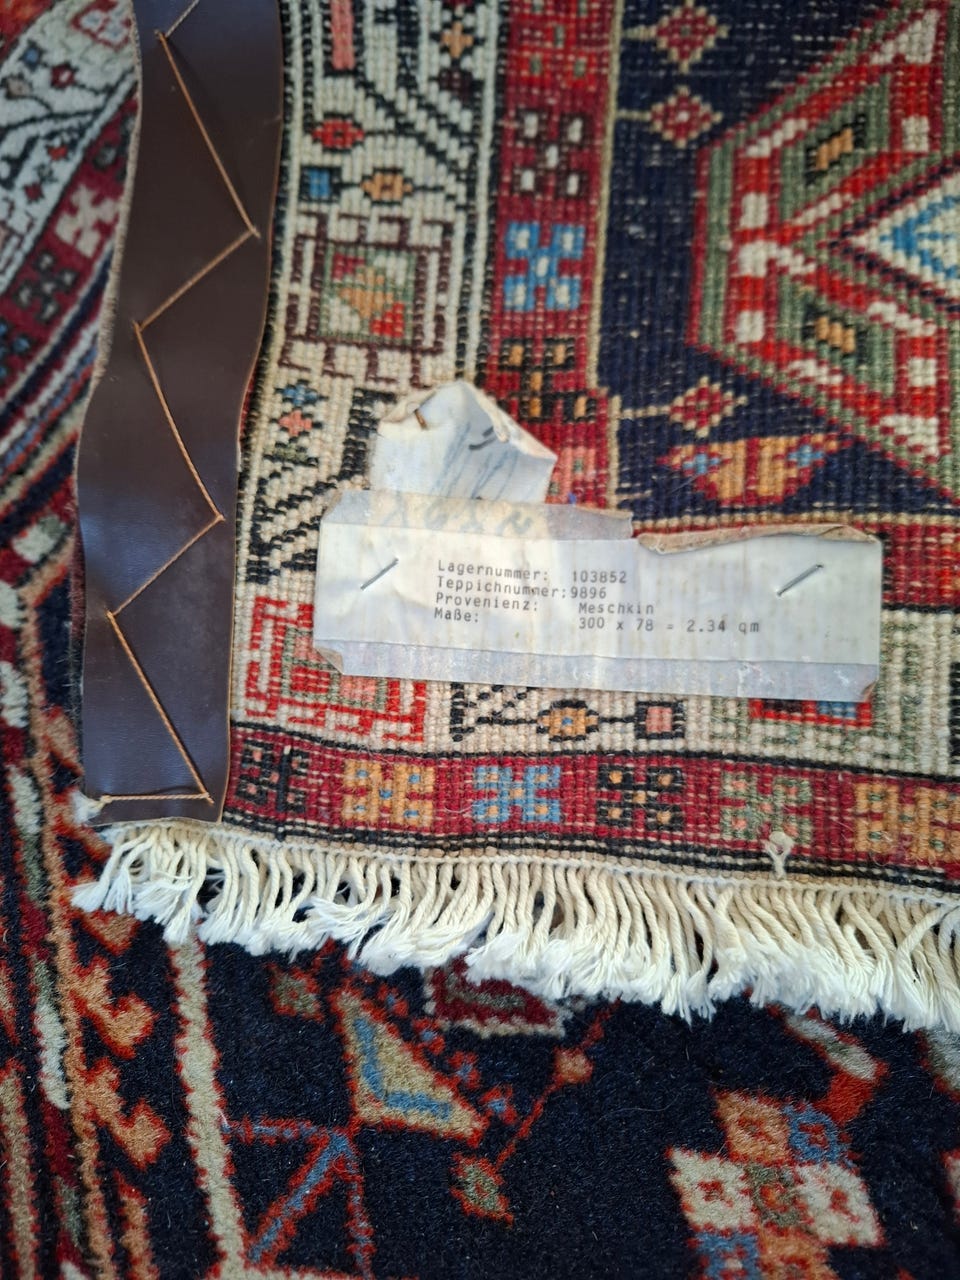 Lagernummer: 103852
Teppichnummer:9896
Provenienz: Meschkin
Maße: 300 x 78 = 2.34 qm